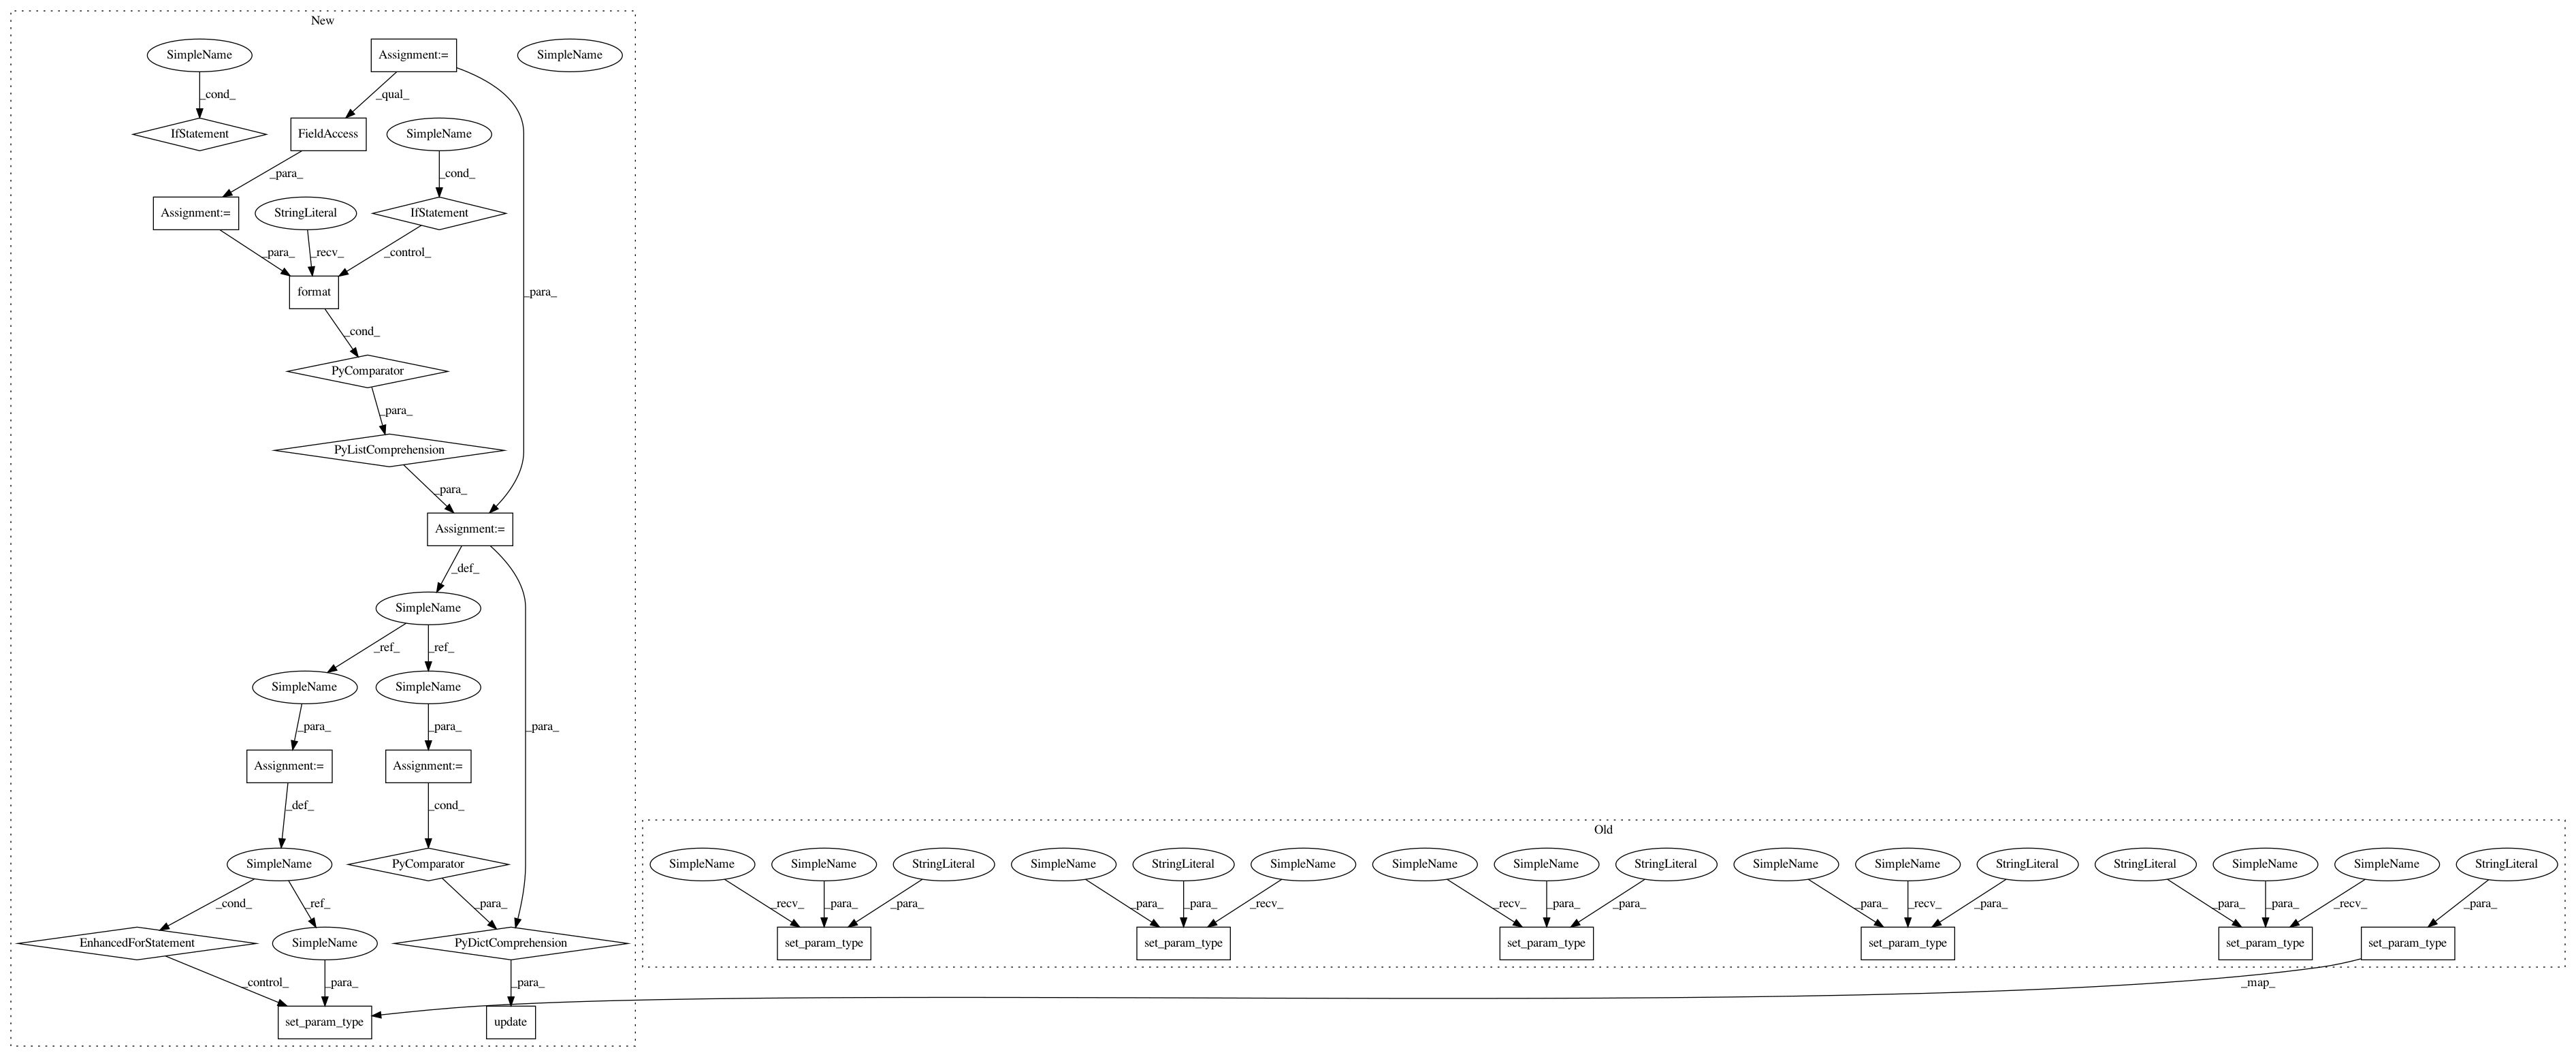 New
SimpleName
Assignment:=
SimpleName
_cond_
_qual_
IfStatement
FieldAccess
SimpleName
_para_
_cond_
Assignment:=
StringLiteral
IfStatement
_para_
_recv_
_control_
format
_para_
_cond_
PyComparator
_para_
PyListComprehension
_para_
Assignment:=
_def_
SimpleName
_ref_
_ref_
SimpleName
SimpleName
_para_
_para_
_para_
Assignment:=
Assignment:=
_def_
_cond_
SimpleName
PyComparator
_cond_
_ref_
_para_
EnhancedForStatement
SimpleName
PyDictComprehension
_control_
_para_
_para_
set_param_type
update
Old
SimpleName
SimpleName
StringLiteral
SimpleName
StringLiteral
SimpleName
SimpleName
SimpleName
StringLiteral
SimpleName
SimpleName
StringLiteral
StringLiteral
SimpleName
SimpleName
StringLiteral
_recv_
_para_
_para_
_para_
_para_
_recv_
_recv_
_para_
_para_
_para_
_recv_
_para_
_para_
_para_
_recv_
_para_
set_param_type
set_param_type
set_param_type
set_param_type
set_param_type
set_param_type
_map_